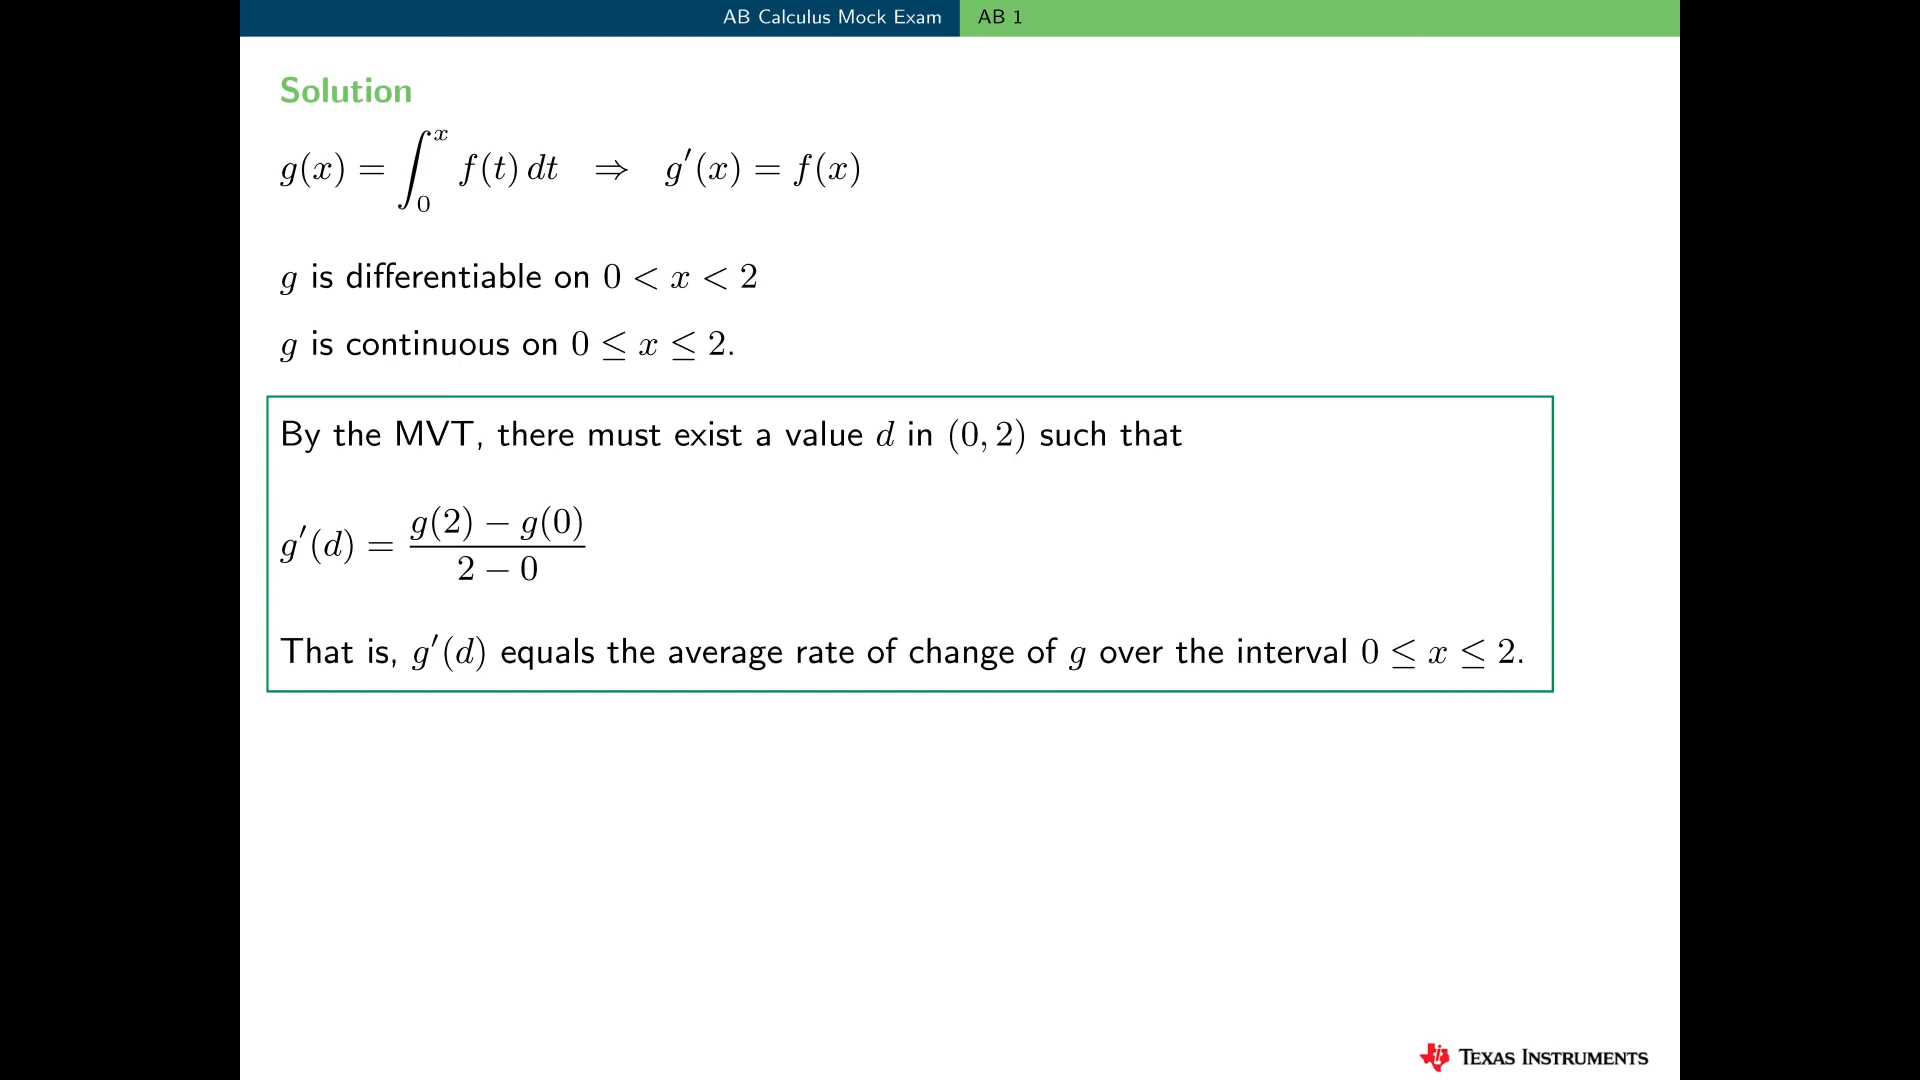 AB Calculus Mock Exam AB 1
Solution
g(x) = ∫₀ˣ f(t) dt ⇒ g′(x) = f(x)
g is differentiable on 0 < x < 2
g is continuous on 0 ≤ x ≤ 2.
By the MVT, there must exist a value d in (0, 2) such that
g′(d) = \frac{g(2) − g(0)}{2 − 0}
That is, g′(d) equals the average rate of change of g over the interval 0 ≤ x ≤ 2.
TEXAS INSTRUMENTS